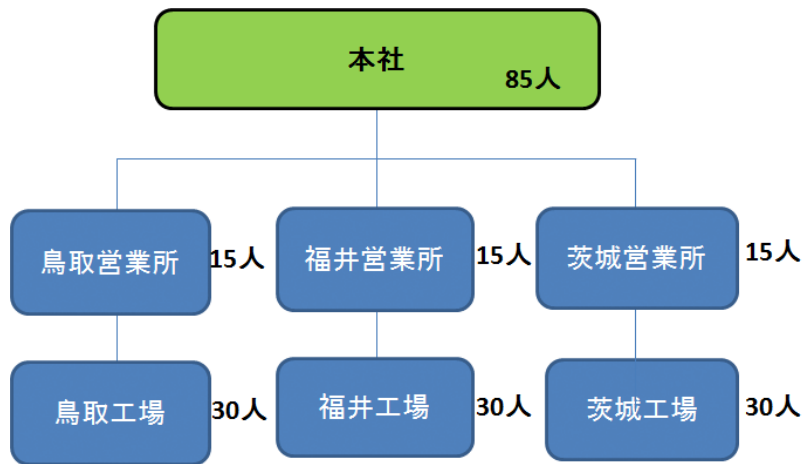 本社
85人
鳥取営業所 15人 福井営業所 15人 茨城営業所 15人
鳥取工場 30人 福井工場 30人 茨城工場 30人